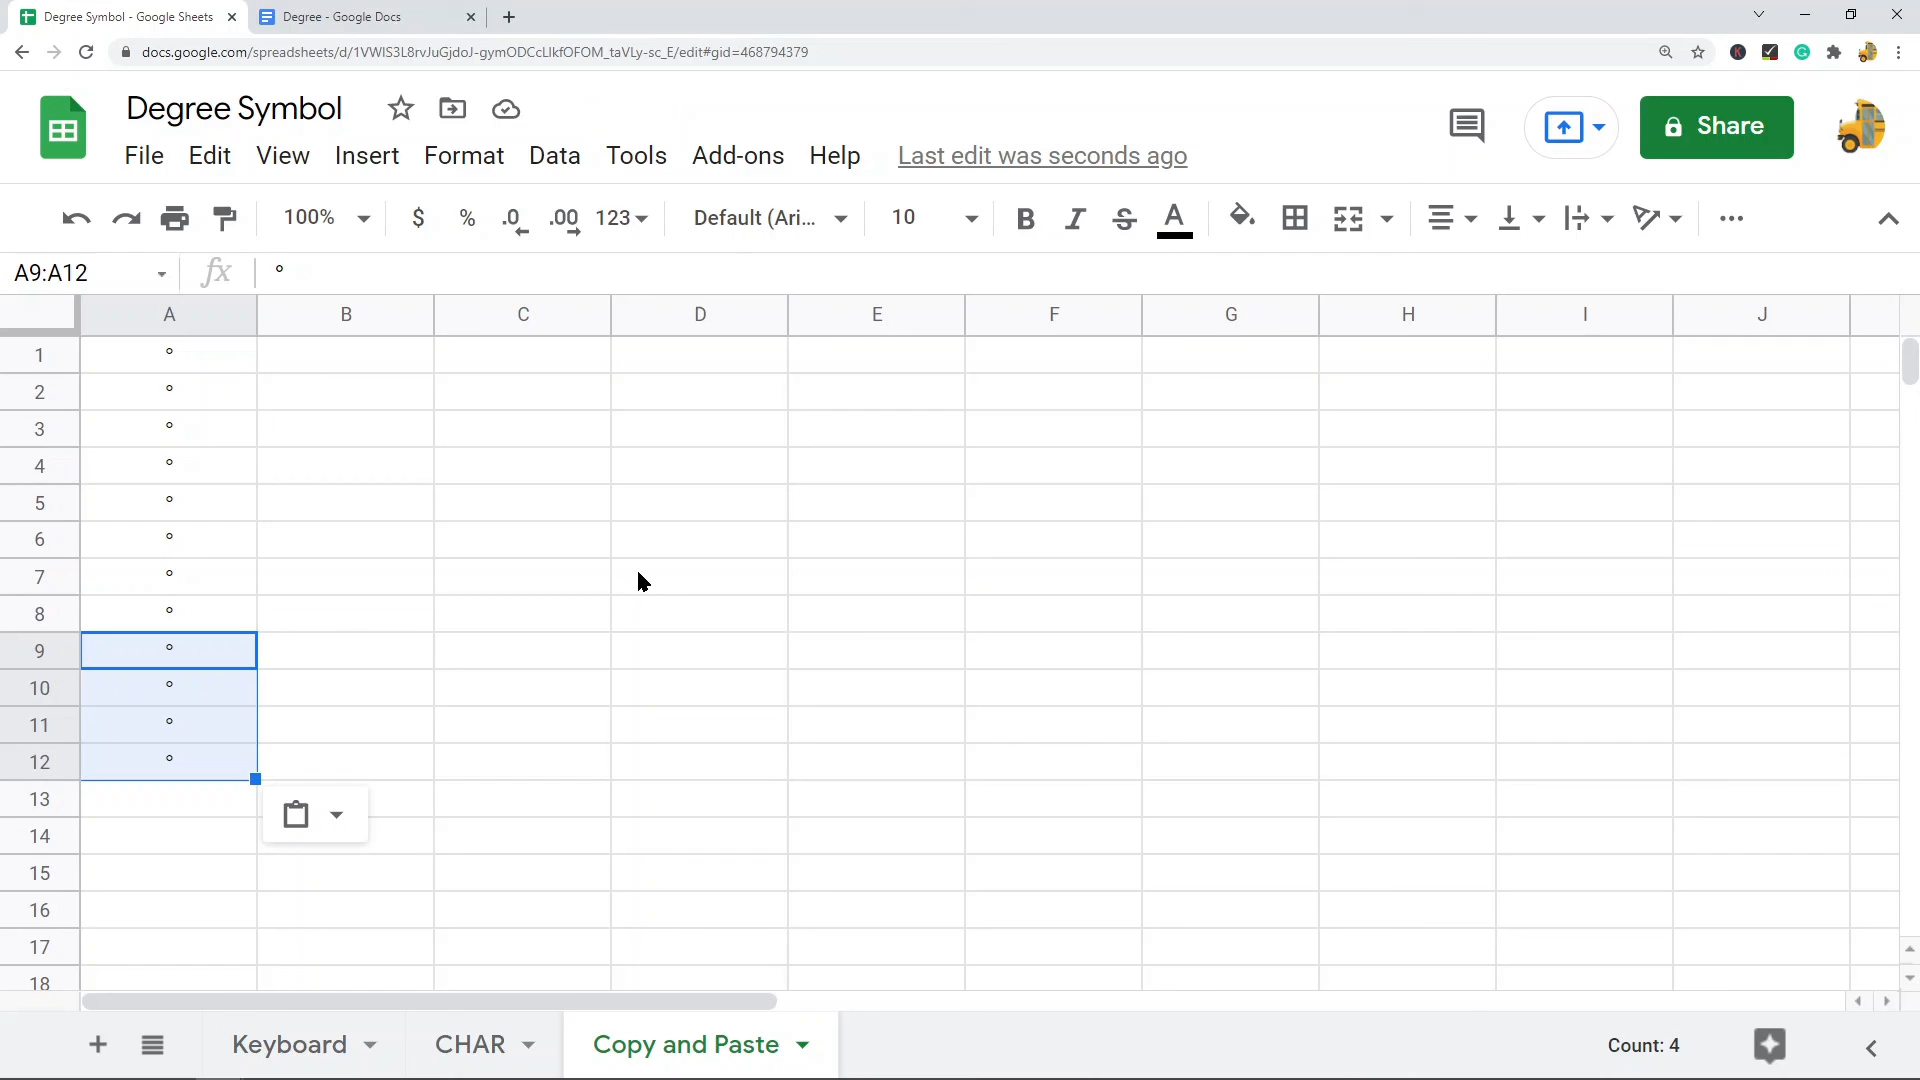 Degree Symbol - Google Sheets
Degree - Google Docs
docs.google.com/spreadsheets/d/1VWIS3L8rvJuGjdoJ-gymODCcLlkfOFOM_taVLy-sc_E/edit#gid=468794379
Degree Symbol
Share
File Edit View Insert Format Data Tools Add-ons Help Last edit was seconds ago
100% $ % .0 .00 123 Default (Ari... 10 B I S A
A9:A12 fx °
A B C D E F G H I J
1 °
2 °
3 °
4 °
5 °
6 °
7 °
8 °
9 °
10 °
11 °
12 °
13
14
15
16
17
18
Keyboard CHAR Copy and Paste Count: 4